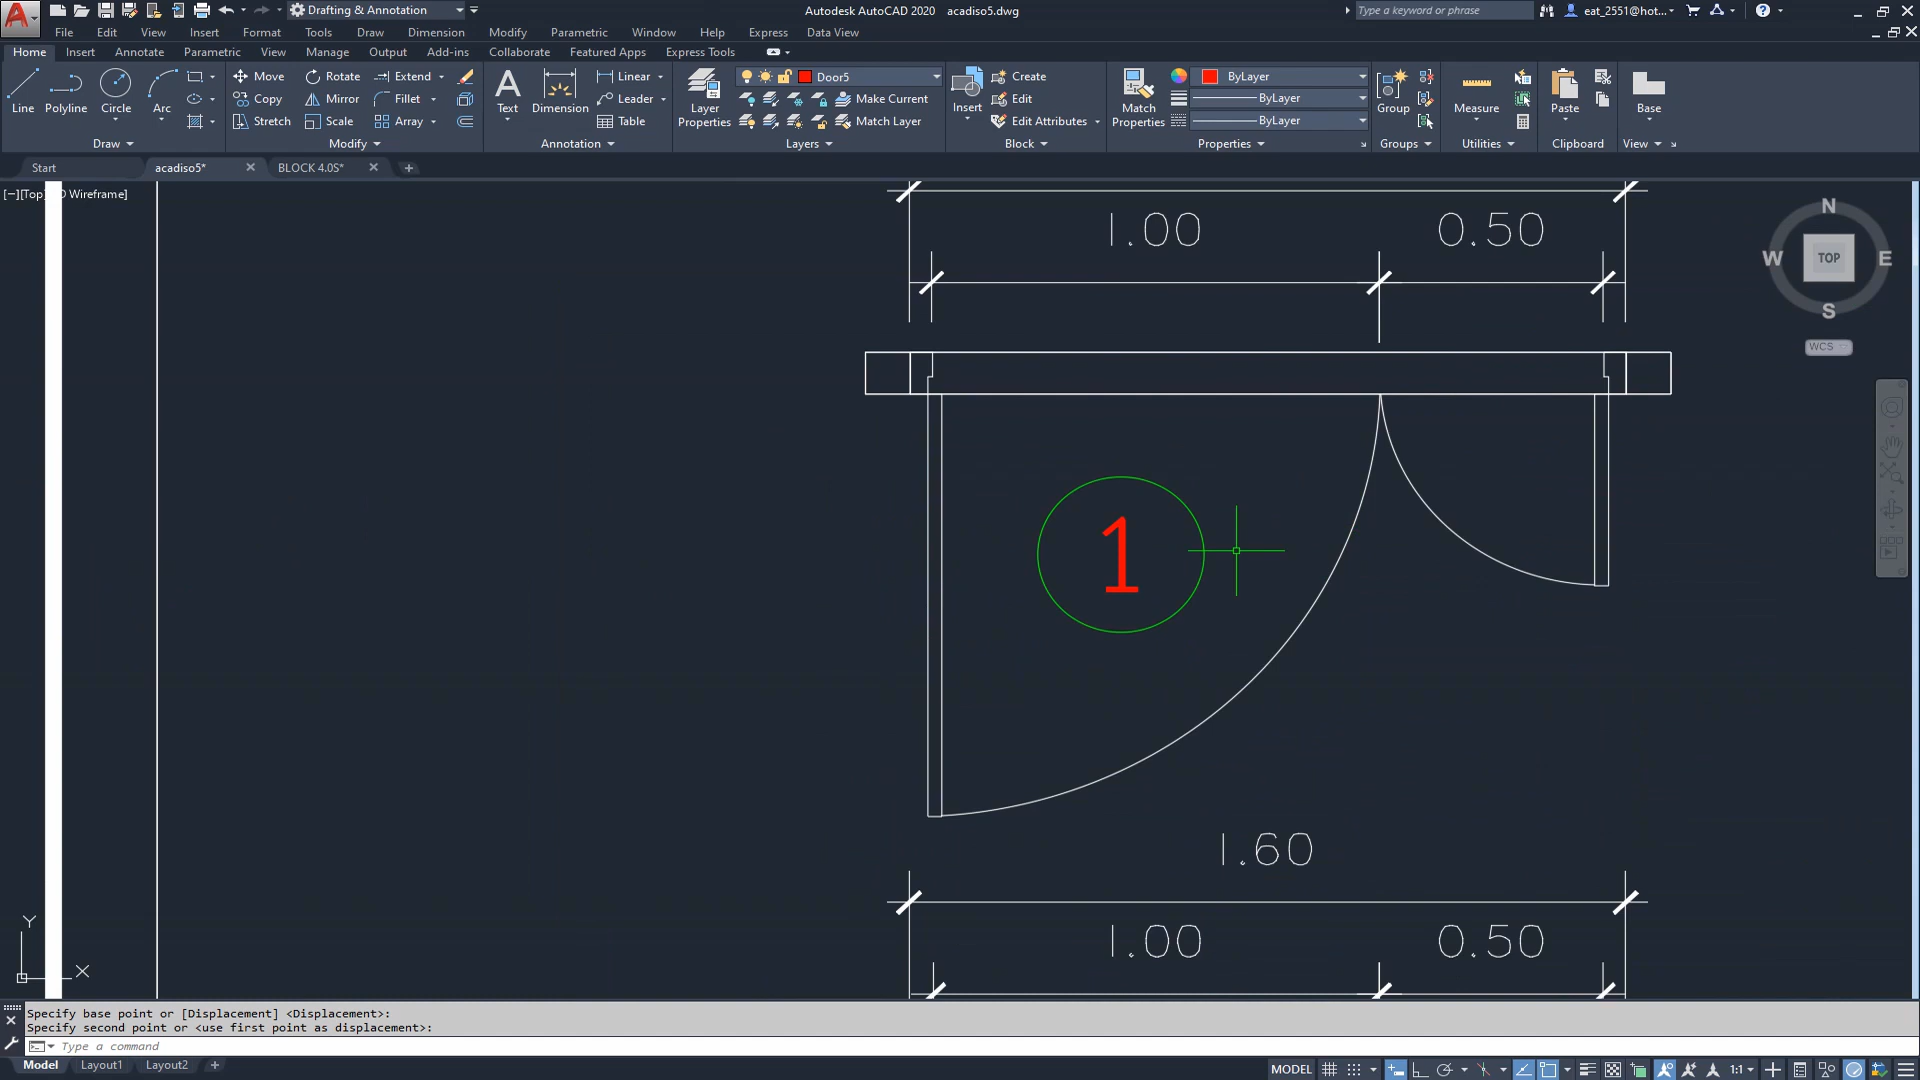 Drafting & Annotation
Autodesk AutoCAD 2020 acadiso5.dwg
Type a keyword or phrase
eat_2551@hot...
File Edit View Insert Format Tools Draw Dimension Modify Parametric Window Help Express Data View
Home Insert Annotate Parametric View Manage Output Add-ins Collaborate Featured Apps Express Tools
Line
Polyline
Circle
Arc
Draw
Move Rotate Extend
Copy Mirror Fillet
Stretch Scale Array
Modify
Text
Dimension
Linear
Leader
Table
Annotation
Layer
Properties
Door5
Make Current
Match Layer
Layers
Insert
Create
Edit
Edit Attributes
Block
Match
Properties
ByLayer
ByLayer
ByLayer
Properties
Group
Groups
Measure
Utilities
Paste
Clipboard
Base
View
Start acadiso5* BLOCK 4.0S*
[−][Top]
D Wireframe]
1.00 0.50
N
W TOP E
S
WCS
1
1.60
1.00 0.50
Y
X
Specify base point or [Displacement] <Displacement>:
Specify second point or <use first point as displacement>:
Type a command
Model Layout1 Layout2 +
MODEL 1:1